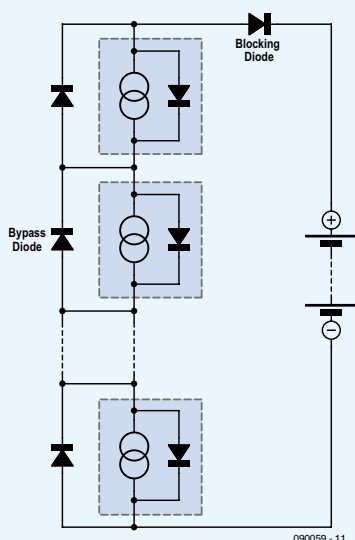 Blocking
Diode
+
Bypass
Diode
−
090059 - 11